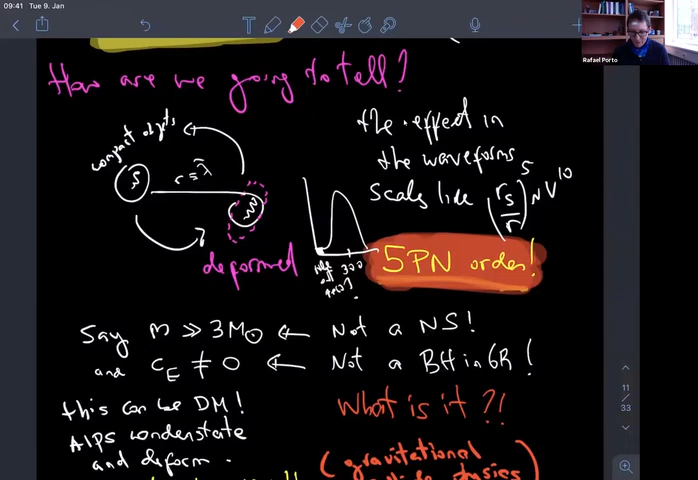 09:41 Tue 9. Jan
Rafael Porto
How are we going to tell?
compact objects
the effect in
the waveforms
scales like (rs/r)^5 ~ v^10
deformed
300
5PN order!
Say m ≫ 3M⊙ ← Not a NS!
and C_E ≠ 0 ← Not a BH in GR!
this can be DM!
What is it?!
and deform.
(gravitational
11
33